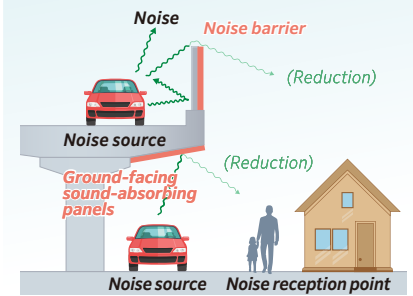 Noise
Noise barrier
(Reduction)
Noise source
(Reduction)
Ground-facing
sound-absorbing
panels
Noise source
Noise reception point